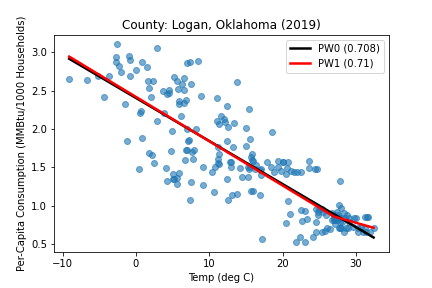 County: Logan, Oklahoma (2019)
PW0 (0.708)
PW1 (0.71)
Per-Capita Consumption (MMBtu/1000 Households)
3.0
2.5
2.0
1.5
1.0
0.5
−10 0 10 20 30
Temp (deg C)